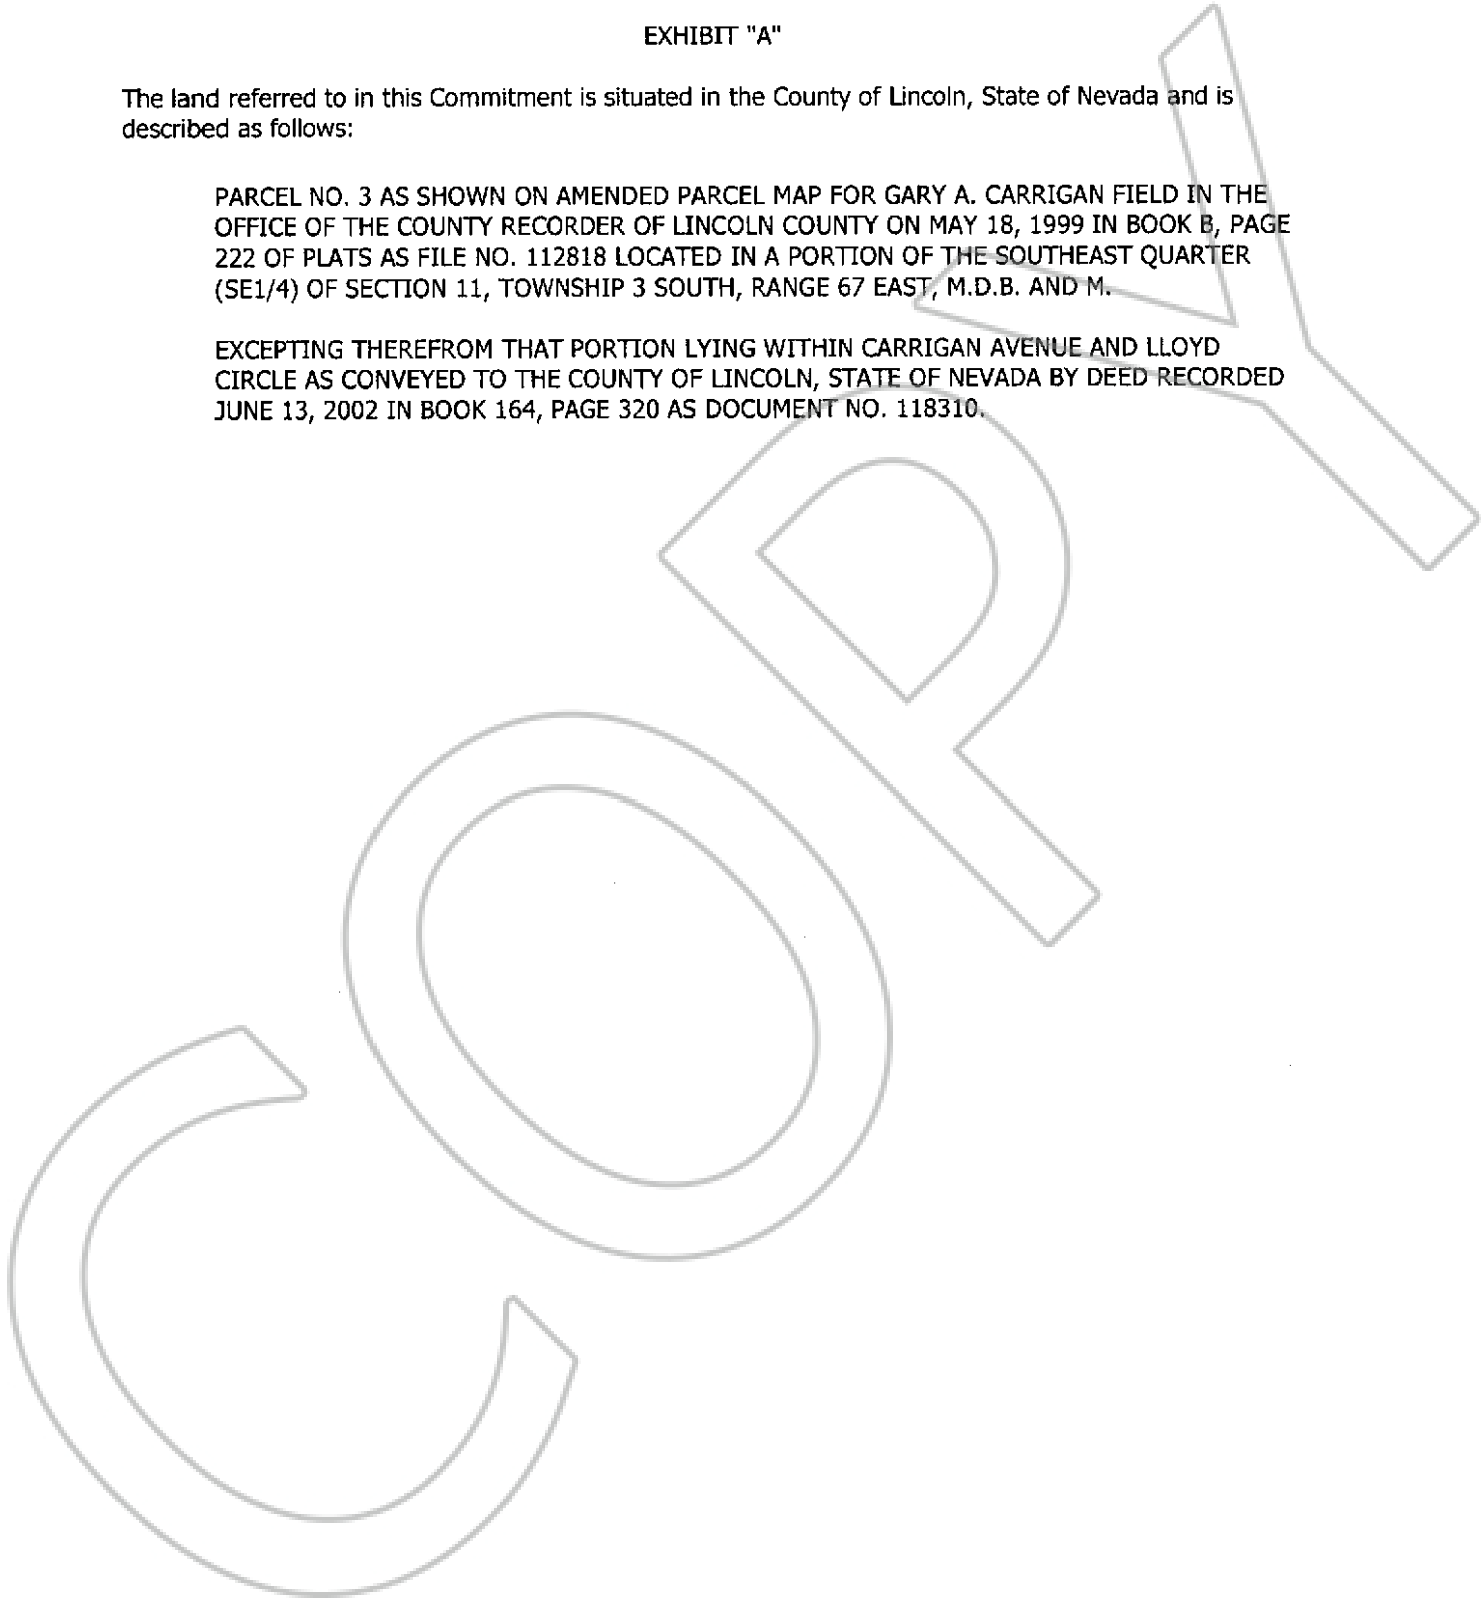 EXHIBIT "A"
The land referred to in this Commitment is situated in the County of Lincoln, State of Nevada and is
described as follows:
PARCEL NO. 3 AS SHOWN ON AMENDED PARCEL MAP FOR GARY A. CARRIGAN FIELD IN THE
OFFICE OF THE COUNTY RECORDER OF LINCOLN COUNTY ON MAY 18, 1999 IN BOOK B, PAGE
222 OF PLATS AS FILE NO. 112818 LOCATED IN A PORTION OF THE SOUTHEAST QUARTER
(SE1/4) OF SECTION 11, TOWNSHIP 3 SOUTH, RANGE 67 EAST, M.D.B. AND M.
EXCEPTING THEREFROM THAT PORTION LYING WITHIN CARRIGAN AVENUE AND LLOYD
CIRCLE AS CONVEYED TO THE COUNTY OF LINCOLN, STATE OF NEVADA BY DEED RECORDED
JUNE 13, 2002 IN BOOK 164, PAGE 320 AS DOCUMENT NO. 118310.
COPY